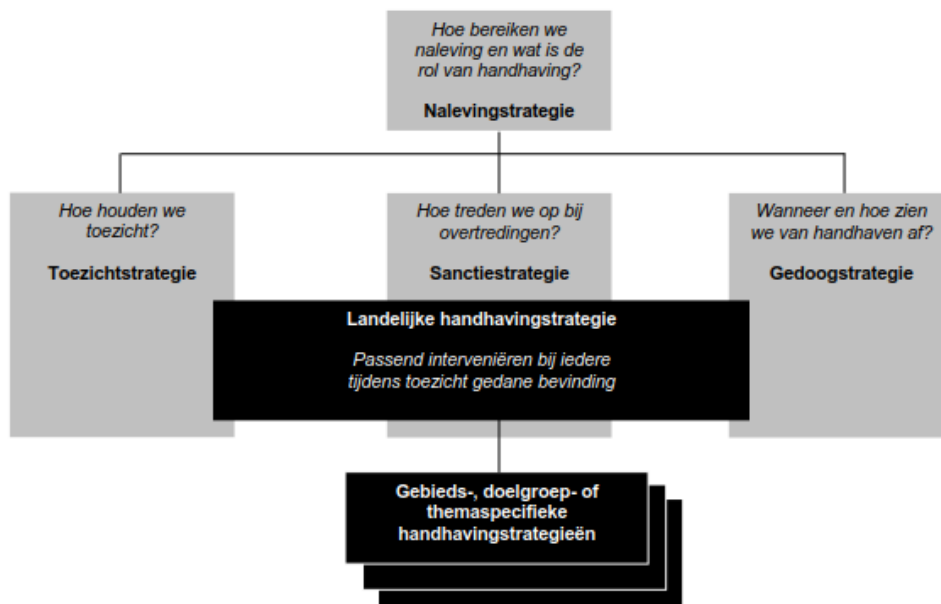 Hoe bereiken we
naleving en wat is de
rol van handhaving?
Nalevingstrategie
Hoe houden we
toezicht?
Toezichtstrategie
Hoe treden we op bij
overtredingen?
Sanctiestrategie
Wanneer en hoe zien
we van handhaven af?
Gedoogstrategie
Landelijke handhavingstrategie
Passend interveniëren bij iedere
tijdens toezicht gedane bevinding
Gebieds-, doelgroep- of
themaspecifieke
handhavingstrategieën